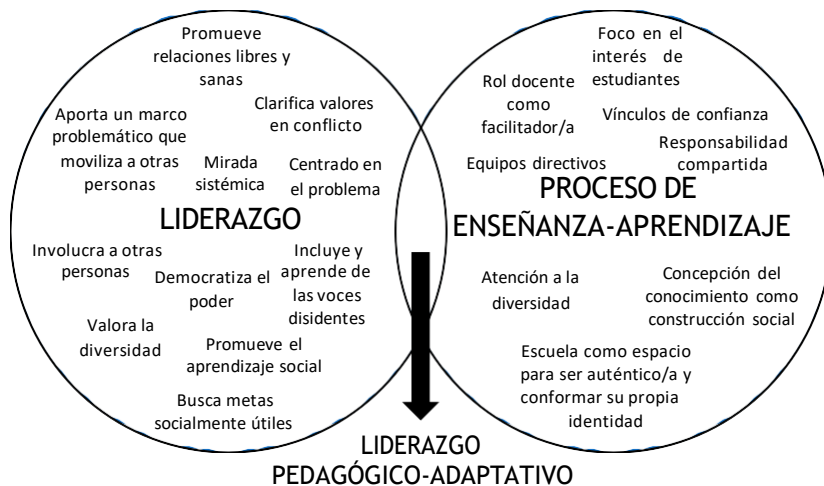 Promueve
relaciones libres y
sanas
Aporta un marco
problemático que
moviliza a otras
personas
Clarifica valores
en conflicto
Mirada
sistémica
Centrado en
el problema
LIDERAZGO
Involucra a otras
personas
Democratiza el
poder
Incluye y
aprende de
las voces
disidentes
Valora la
diversidad
Promueve el
aprendizaje social
Busca metas
socialmente útiles
Foco en el
interés de
estudiantes
Rol docente
como
facilitador/a
Vínculos de confianza
Responsabilidad
compartida
Equipos directivos
PROCESO DE
ENSEÑANZA-APRENDIZAJE
Atención a la
diversidad
Concepción del
conocimiento como
construcción social
Escuela como espacio
para ser auténtico/a y
conformar su propia
identidad
LIDERAZGO
PEDAGÓGICO-ADAPTATIVO